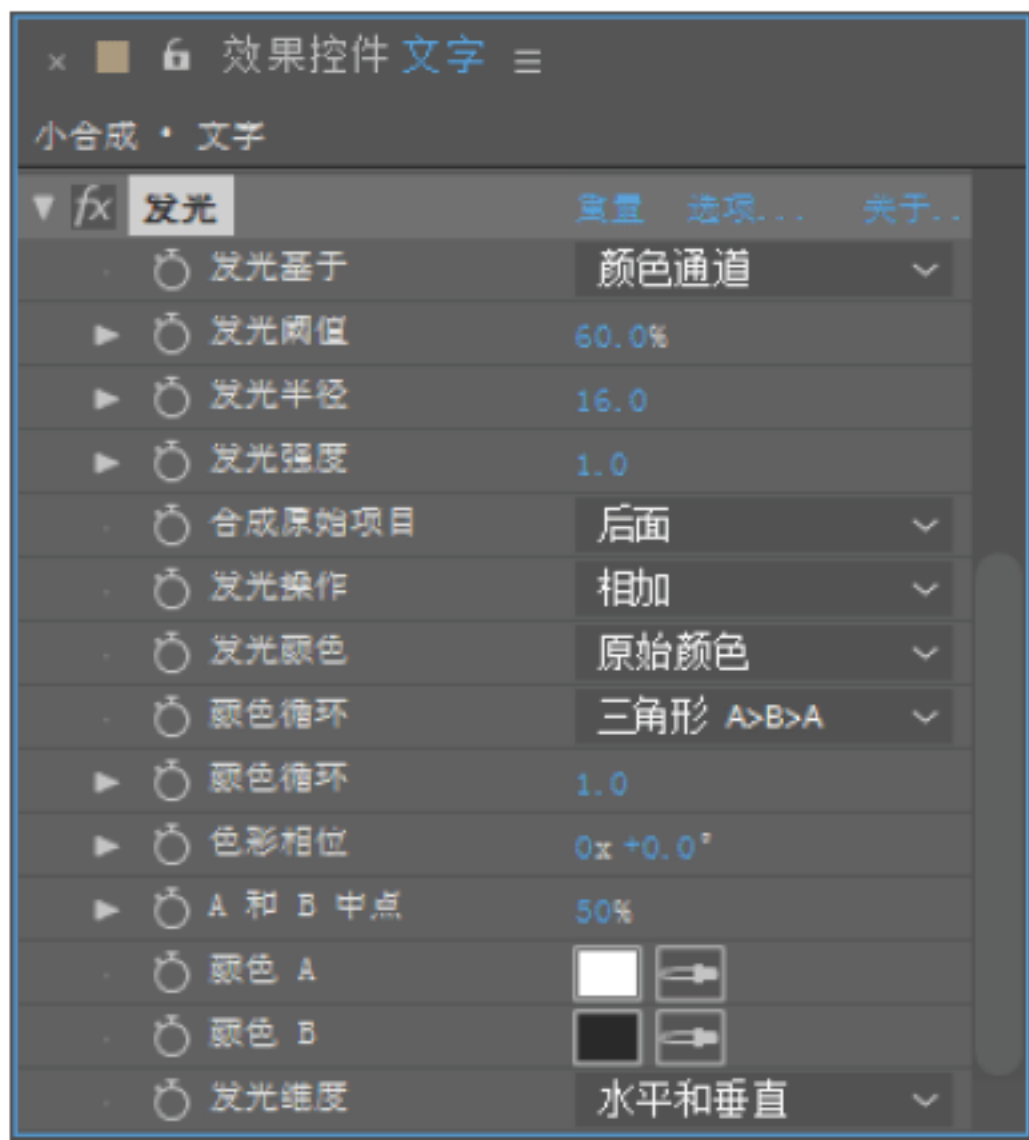 × 效果控件 文字 ≡
小合成 • 文字
fx 发光 重置 选项... 关于..
发光基于 颜色通道
发光阈值 60.0%
发光半径 16.0
发光强度 1.0
合成原始项目 后面
发光操作 相加
发光颜色 原始颜色
颜色循环 三角形 A>B>A
颜色循环 1.0
色彩相位 0x +0.0°
A 和 B 中点 50%
颜色 A
颜色 B
发光维度 水平和垂直